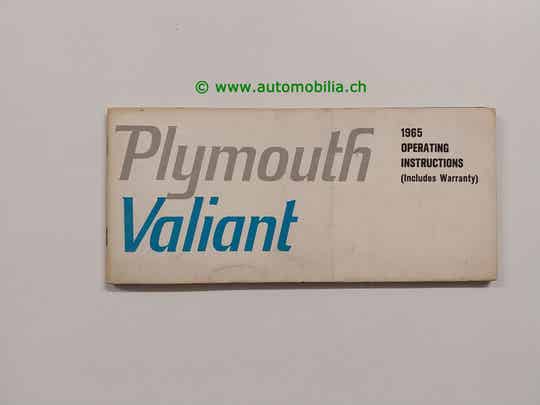 © www.automobilia.ch
Plymouth
Valiant
1965
OPERATING
INSTRUCTIONS
(Includes Warranty)